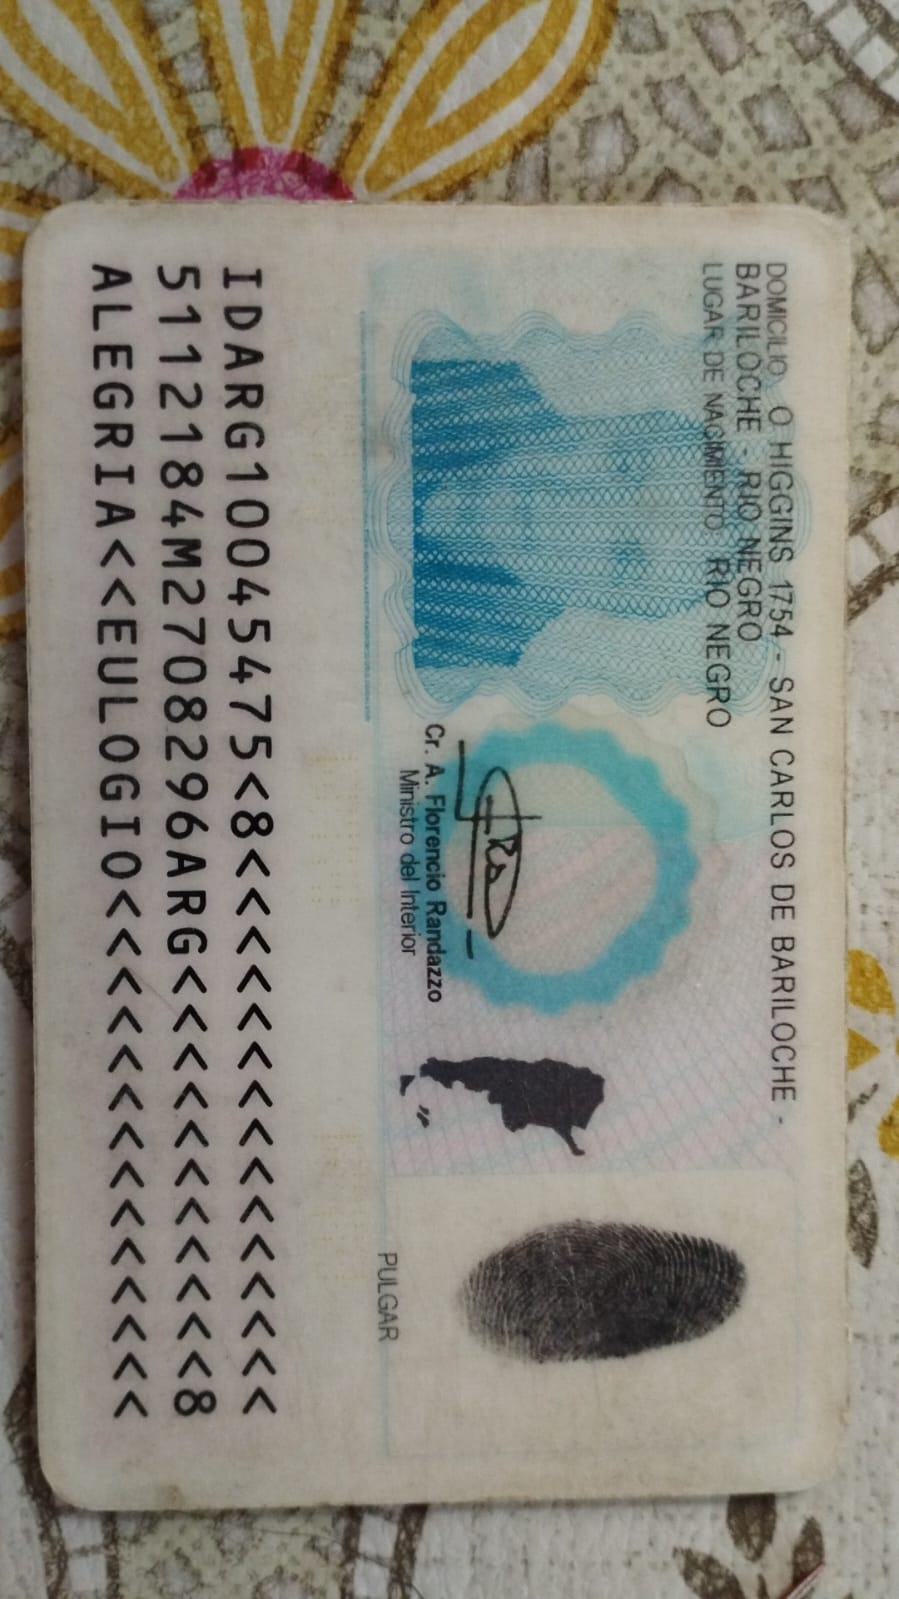 DOMICILIO: O HIGGINS 1754 - SAN CARLOS DE BARILOCHE -
BARILOCHE - RIO NEGRO
LUGAR DE NACIMIENTO: RIO NEGRO
Cr. A. Florencio Randazzo
Ministro del Interior
PULGAR
IDARG10045475<8<<<<<<<<<<<<<<<
5112184M2708296ARG<<<<<<<<<<<8
ALEGRIA<<EULOGIO<<<<<<<<<<<<<<